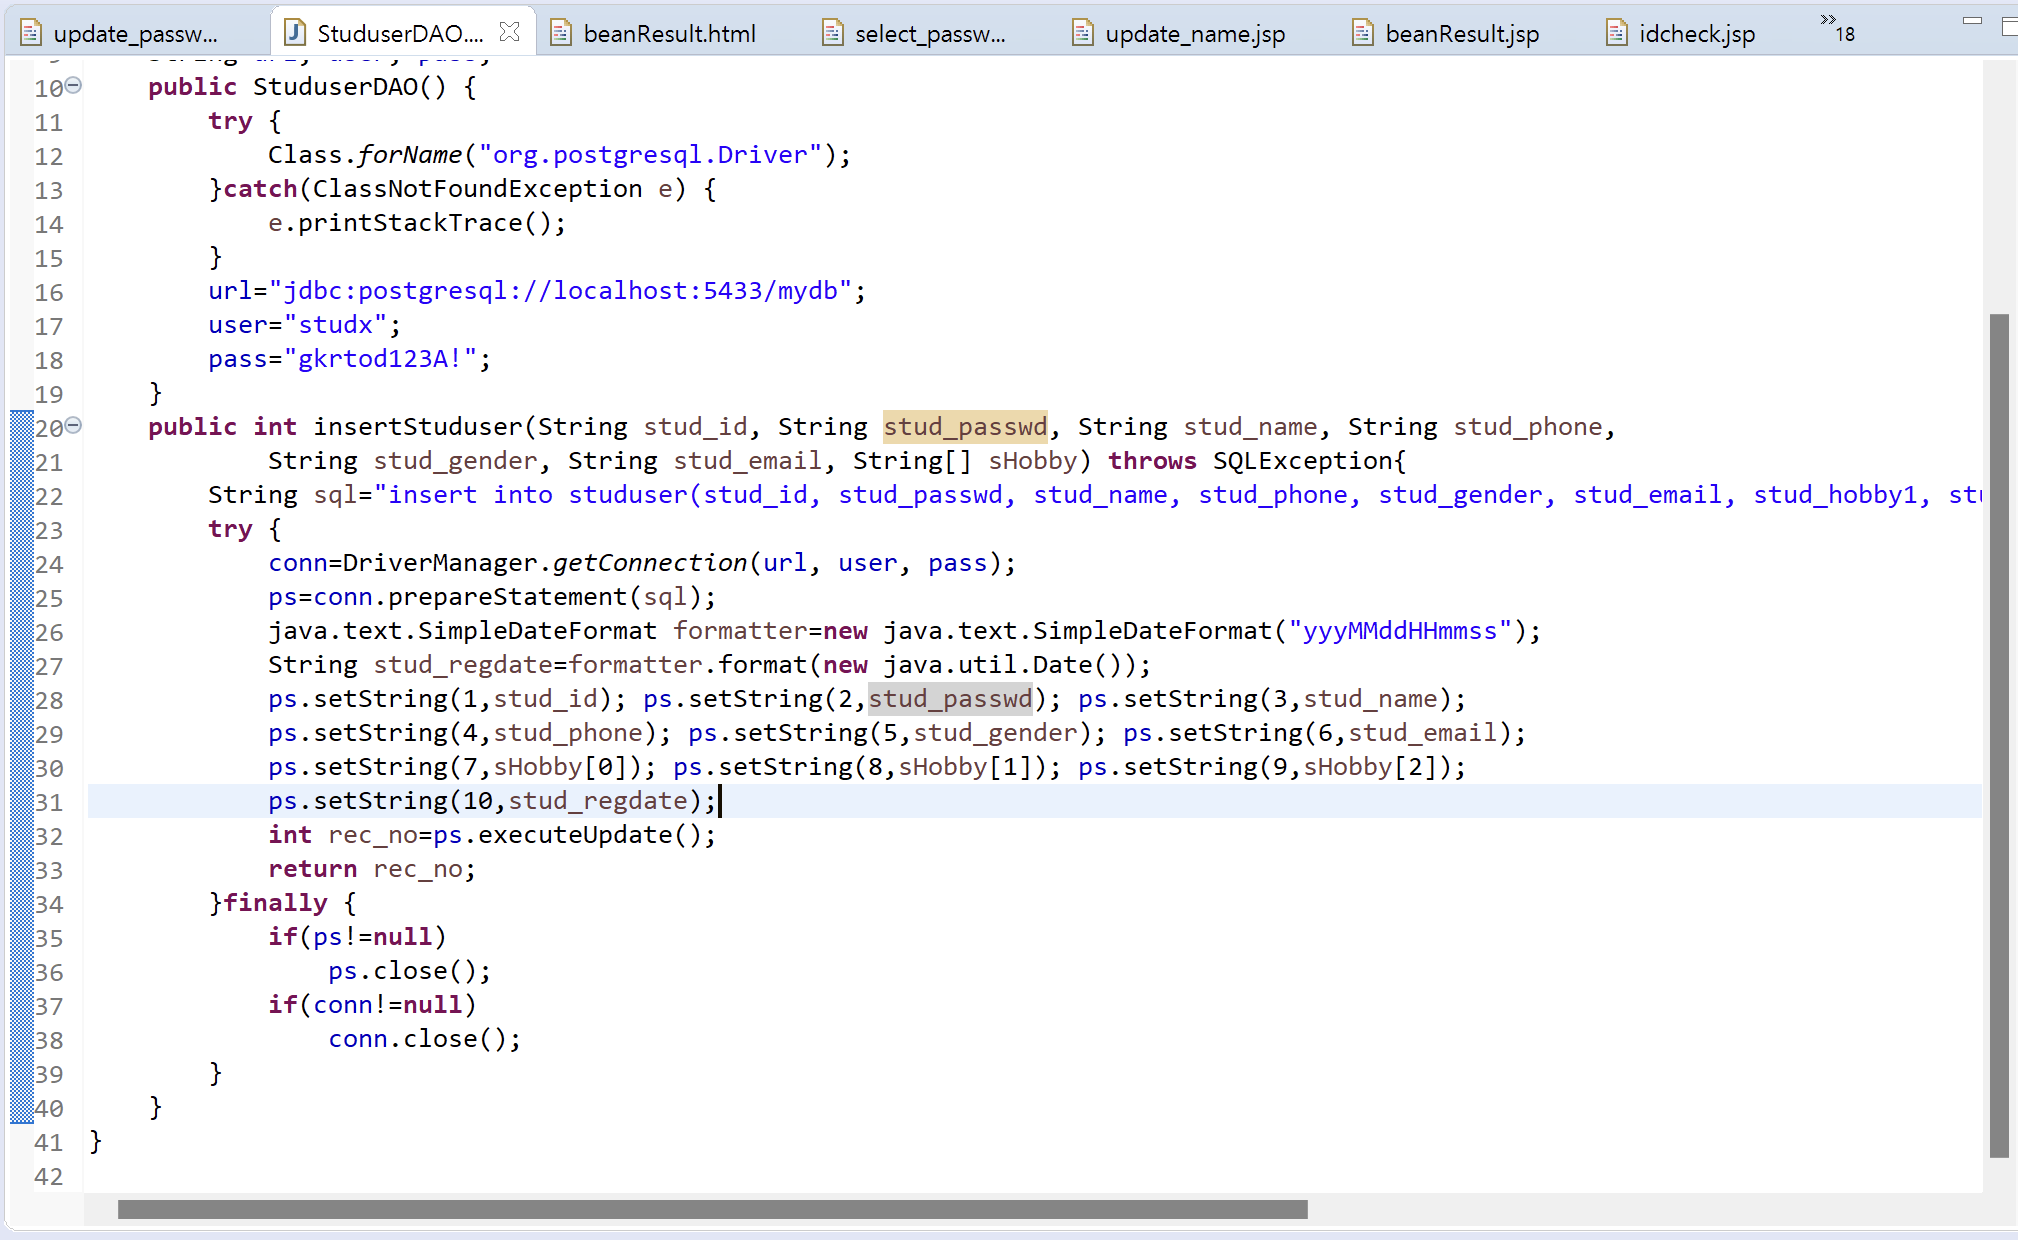 update_passw...
StuduserDAO....
beanResult.html
select_passw...
update_name.jsp
beanResult.jsp
idcheck.jsp
18
10 public StuduserDAO() {
11 try {
12 Class.forName("org.postgresql.Driver");
13 }catch(ClassNotFoundException e) {
14 e.printStackTrace();
15 }
16 url="jdbc:postgresql://localhost:5433/mydb";
17 user="studx";
18 pass="gkrtod123A!";
19 }
20 public int insertStuduser(String stud_id, String stud_passwd, String stud_name, String stud_phone,
21 String stud_gender, String stud_email, String[] sHobby) throws SQLException{
22 String sql="insert into studuser(stud_id, stud_passwd, stud_name, stud_phone, stud_gender, stud_email, stud_hobby1, stu
23 try {
24 conn=DriverManager.getConnection(url, user, pass);
25 ps=conn.prepareStatement(sql);
26 java.text.SimpleDateFormat formatter=new java.text.SimpleDateFormat("yyyMMddHHmmss");
27 String stud_regdate=formatter.format(new java.util.Date());
28 ps.setString(1,stud_id); ps.setString(2,stud_passwd); ps.setString(3,stud_name);
29 ps.setString(4,stud_phone); ps.setString(5,stud_gender); ps.setString(6,stud_email);
30 ps.setString(7,sHobby[0]); ps.setString(8,sHobby[1]); ps.setString(9,sHobby[2]);
31 ps.setString(10,stud_regdate);
32 int rec_no=ps.executeUpdate();
33 return rec_no;
34 }finally {
35 if(ps!=null)
36 ps.close();
37 if(conn!=null)
38 conn.close();
39 }
40 }
41 }
42